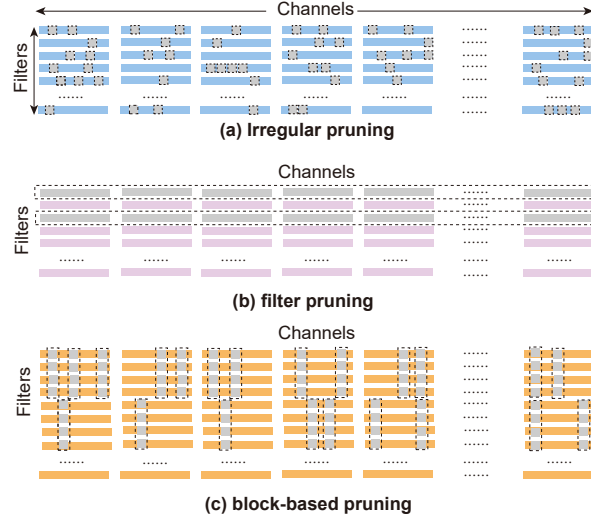 Channels
Filters
......
...... ...... ...... ...... ...... ......
(a) Irregular pruning
Channels
Filters
......
...... ...... ...... ...... ...... ......
(b) filter pruning
Channels
Filters
......
...... ...... ...... ...... ...... ......
(c) block-based pruning